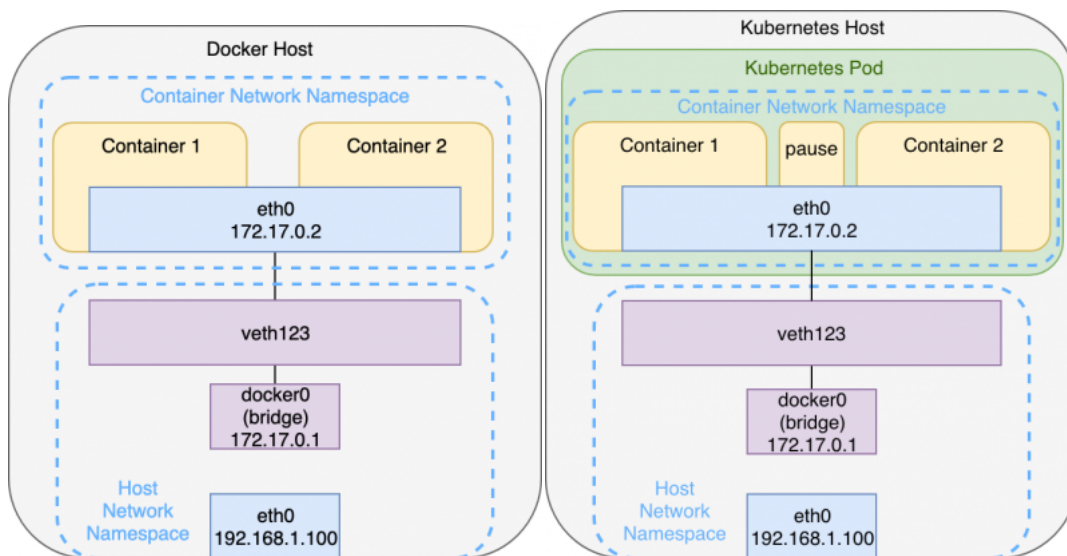 Docker Host
Container Network Namespace
Container 1
Container 2
eth0
172.17.0.2
veth123
docker0
(bridge)
172.17.0.1
Host
Network
Namespace
eth0
192.168.1.100
Kubernetes Host
Kubernetes Pod
Container Network Namespace
Container 1
pause
Container 2
eth0
172.17.0.2
veth123
docker0
(bridge)
172.17.0.1
Host
Network
Namespace
eth0
192.168.1.100